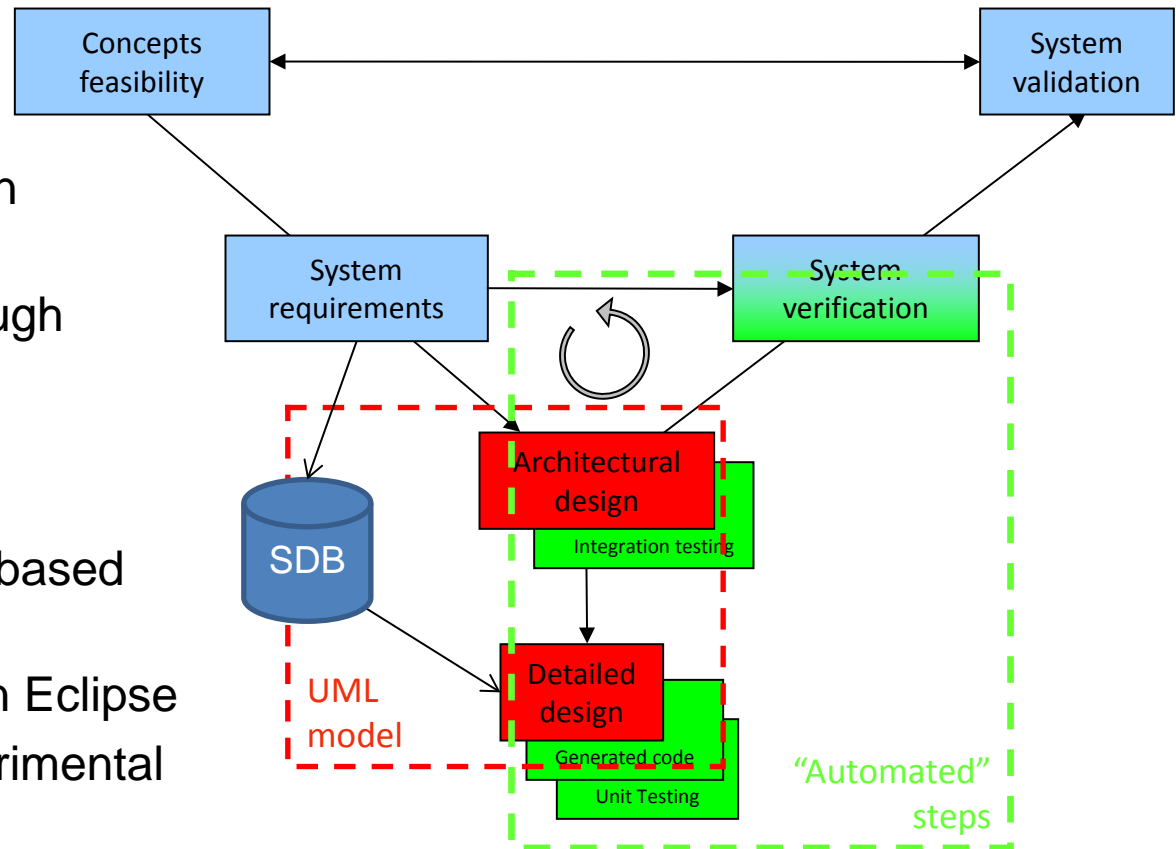 Concepts
feasibility
System
validation
System
requirements
System
verification
ugh
Architectural
design
Integration testing
SDB
based
Detailed
design
UML
model
n Eclipse
rimental
Generated code
Unit Testing
“Automated”
steps